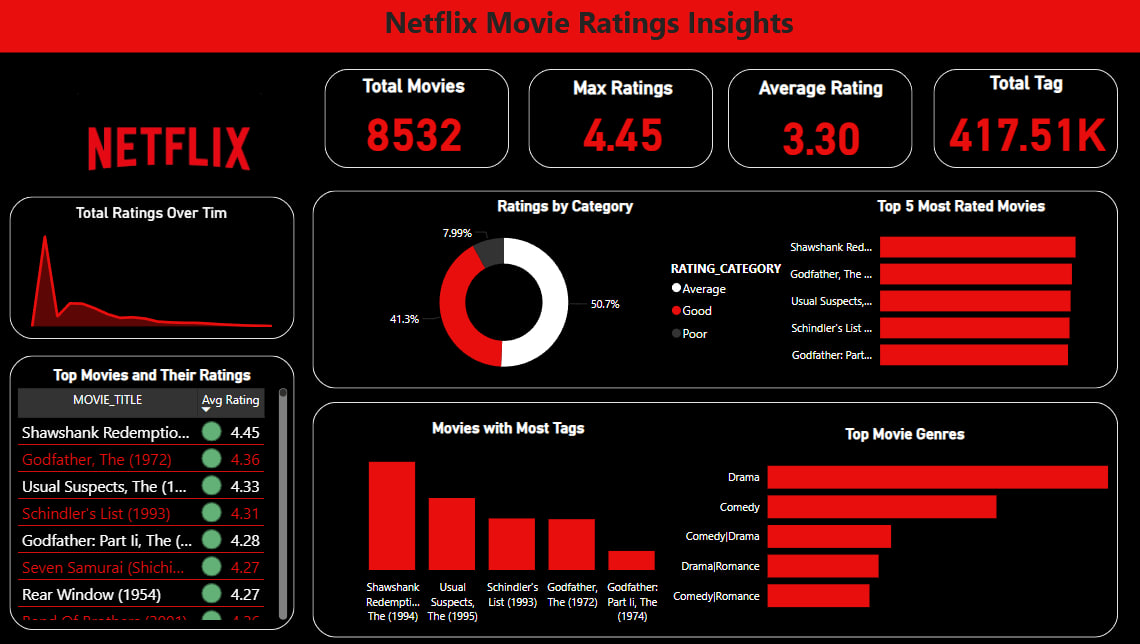 Netflix Movie Ratings Insights
NETFLIX
Total Movies
8532
Max Ratings
4.45
Average Rating
3.30
Total Tag
417.51K
Total Ratings Over Tim
Top Movies and Their Ratings
MOVIE_TITLE Avg Rating
Shawshank Redemptio... 4.45
Godfather, The (1972) 4.36
Usual Suspects, The (1... 4.33
Schindler's List (1993) 4.31
Godfather: Part Ii, The (... 4.28
Seven Samurai (Shichi... 4.27
Rear Window (1954) 4.27
Band Of Brothers (2001) 4.26
Ratings by Category
7.99%
41.3%
50.7%
RATING_CATEGORY
Average
Good
Poor
Top 5 Most Rated Movies
Shawshank Red...
Godfather, The ...
Usual Suspects,...
Schindler's List ...
Godfather: Part...
Movies with Most Tags
Shawshank
Redempti...
The (1994)
Usual
Suspects,
The (1995)
Schindler's
List (1993)
Godfather,
The (1972)
Godfather:
Part Ii, The
(1974)
Top Movie Genres
Drama
Comedy
Comedy|Drama
Drama|Romance
Comedy|Romance